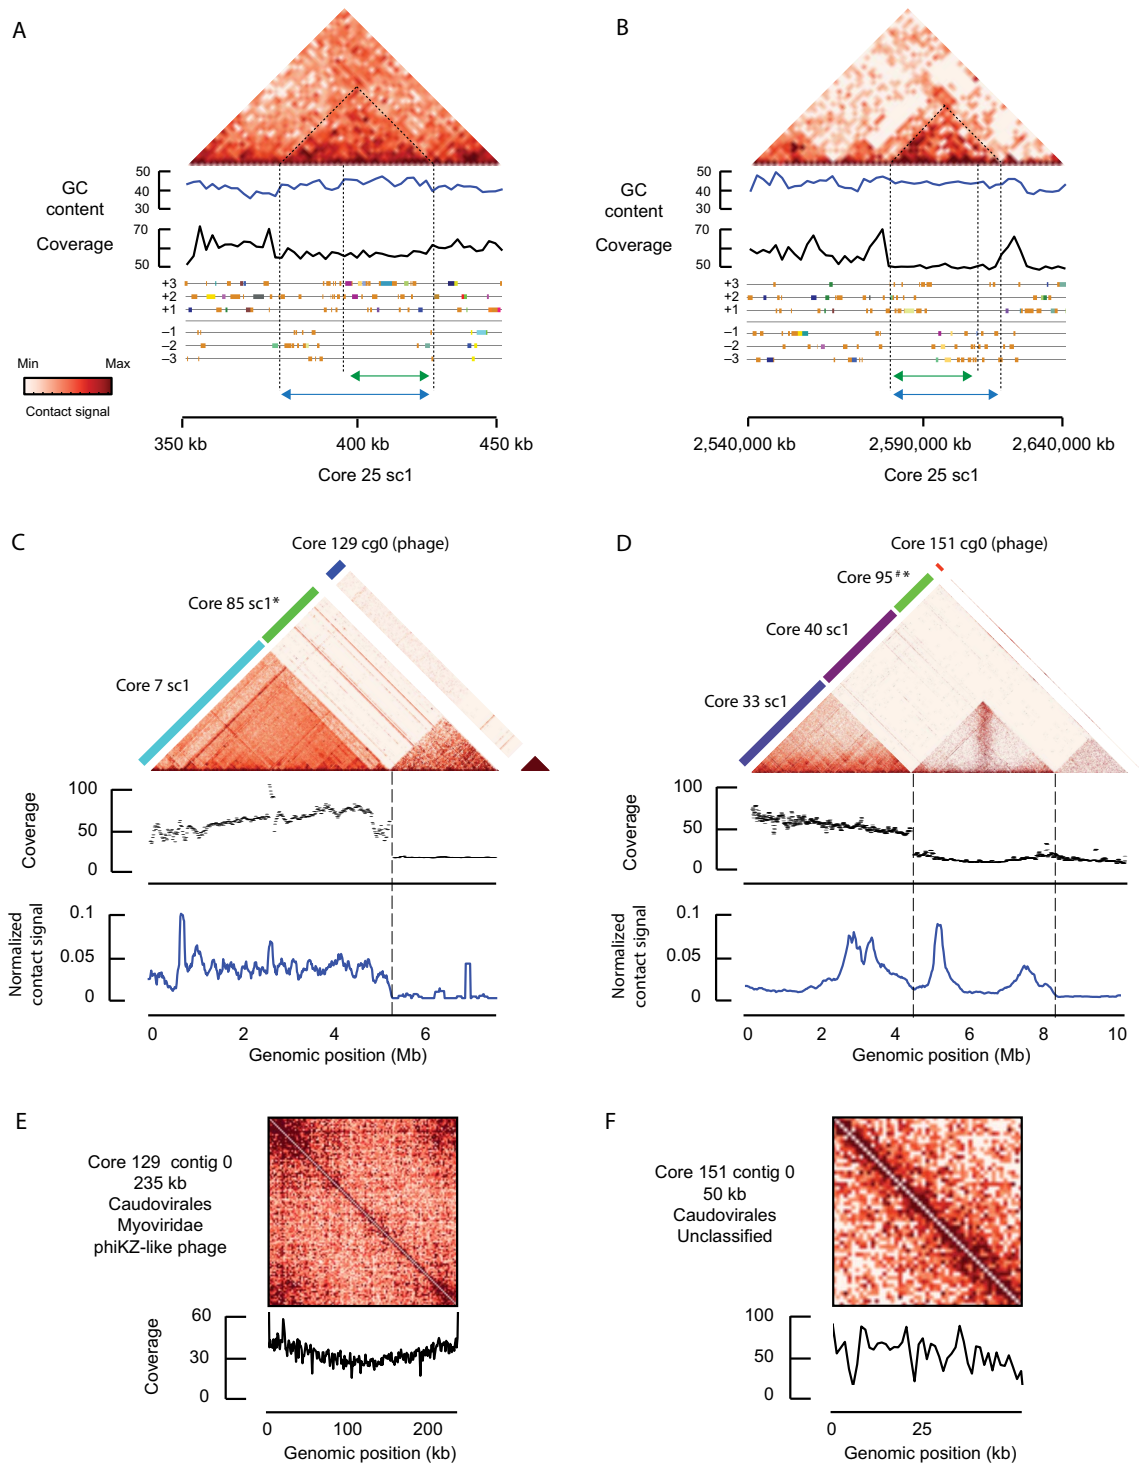 A
B
50
40
30
GC
content
70
50
Coverage
+3
+2
+1
−1
−2
−3
Min
Max
Contact signal
350 kb
400 kb
450 kb
Core 25 sc1
50
40
30
GC
content
70
50
Coverage
+3
+2
+1
−1
−2
−3
2,540,000 kb
2,590,000 kb
2,640,000 kb
Core 25 sc1
C
Core 129 cg0 (phage)
Core 85 sc1*
Core 7 sc1
100
50
0
Coverage
0.1
0.05
0
Normalized
contact signal
0
2
4
6
Genomic position (Mb)
D
Core 151 cg0 (phage)
Core 95#*
Core 40 sc1
Core 33 sc1
100
50
0
Coverage
0.1
0.05
0
Normalized
contact signal
0
2
4
6
8
10
Genomic position (Mb)
E
Core 129 contig 0
235 kb
Caudovirales
Myoviridae
phiKZ-like phage
60
30
0
Coverage
0
100
200
Genomic position (kb)
F
Core 151 contig 0
50 kb
Caudovirales
Unclassified
100
50
0
0
25
Genomic position (kb)